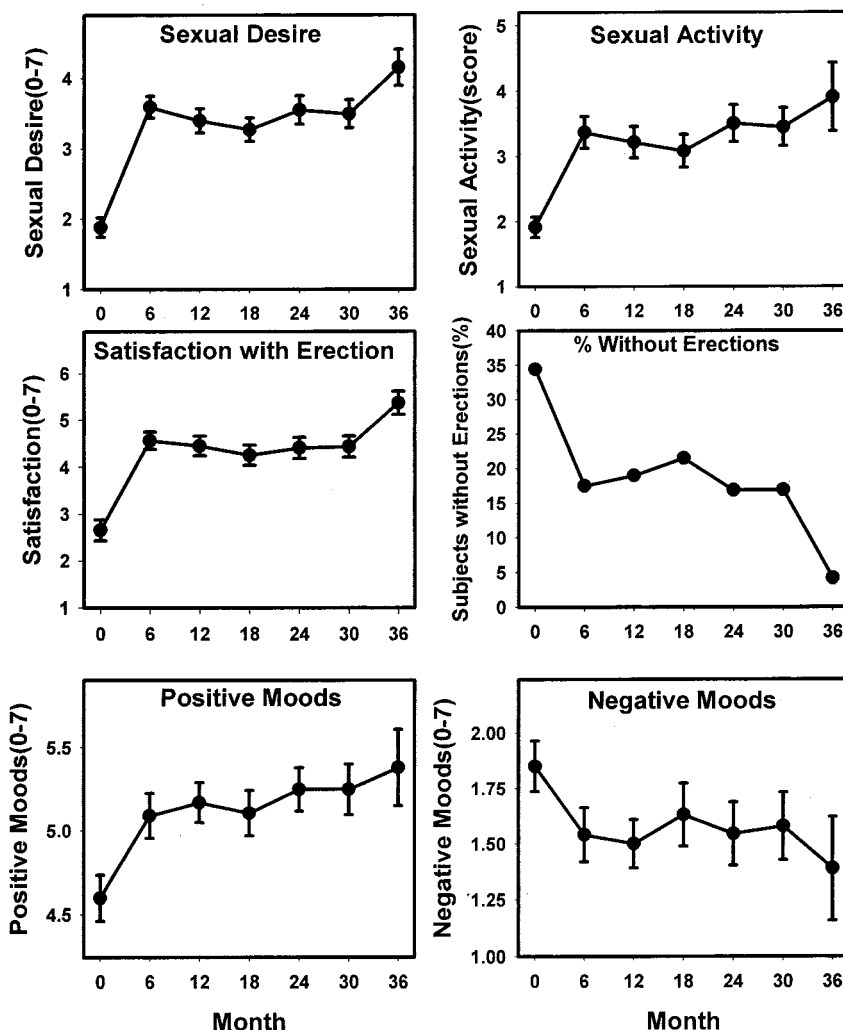 Sexual Desire
Sexual Desire(0-7)
4
3
2
1
0 6 12 18 24 30 36
Sexual Activity
Sexual Activity(score)
5
4
3
2
1
0 6 12 18 24 30 36
Satisfaction with Erection
Satisfaction(0-7)
6
5
4
3
2
1
0 6 12 18 24 30 36
% Without Erections
Subjects without Erections(%)
40
35
30
25
20
15
10
5
0
0 6 12 18 24 30 36
Positive Moods
Positive Moods(0-7)
5.5
5.0
4.5
0 6 12 18 24 30 36
Month
Negative Moods
Negative Moods(0-7)
2.00
1.75
1.50
1.25
1.00
0 6 12 18 24 30 36
Month